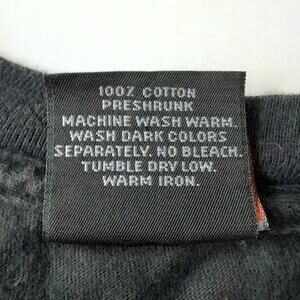 100% COTTON
PRESHRUNK
MACHINE WASH WARM.
WASH DARK COLORS
SEPARATELY. NO BLEACH.
TUMBLE DRY LOW.
WARM IRON.